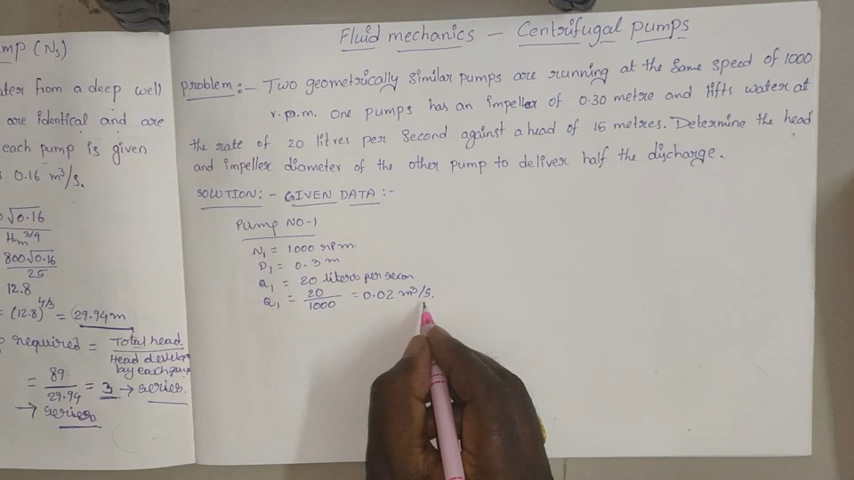 mp (Ns)
ater from a deep well
are identical and are
each pump is given
0.16 m³/s.
√0.16
Hm^3/4
800√0.16
25
12.8
= (12.8)^4/3 = 29.94m
required = Total head
Head develop
by each pump
= 89 / 29.94 = 3 → series.
→ series
Fluid mechanics - Centrifugal Pumps
Problem :- Two geometrically similar pumps are running at the same speed of 1000
r.p.m. One pumps has an impeller of 0.30 metre and lifts water at
the rate of 20 litres per second against a head of 15 metres. Determine the head
and impeller diameter of the other pump to deliver half the discharge.
SOLUTION:- GIVEN DATA :-
Pump NO-1
N₁ = 1000 rpm
D₁ = 0.3 m
Q₁ = 20 liters per secon
Q₁ = 20 / 1000 = 0.02 m³/s.